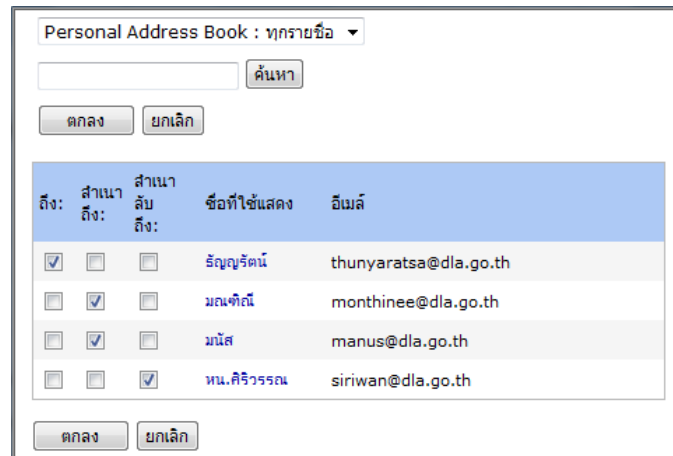 Personal Address Book : ทุกรายชื่อ
ค้นหา
ตกลง ยกเลิก
ถึง: สำเนาถึง: สำเนาลับถึง: ชื่อที่ใช้แสดง อีเมล์
ธัญญรัตน์ thunyaratsa@dla.go.th
มณฑิณี monthinee@dla.go.th
มนัส manus@dla.go.th
หน.ศิริวรรณ siriwan@dla.go.th
ตกลง ยกเลิก